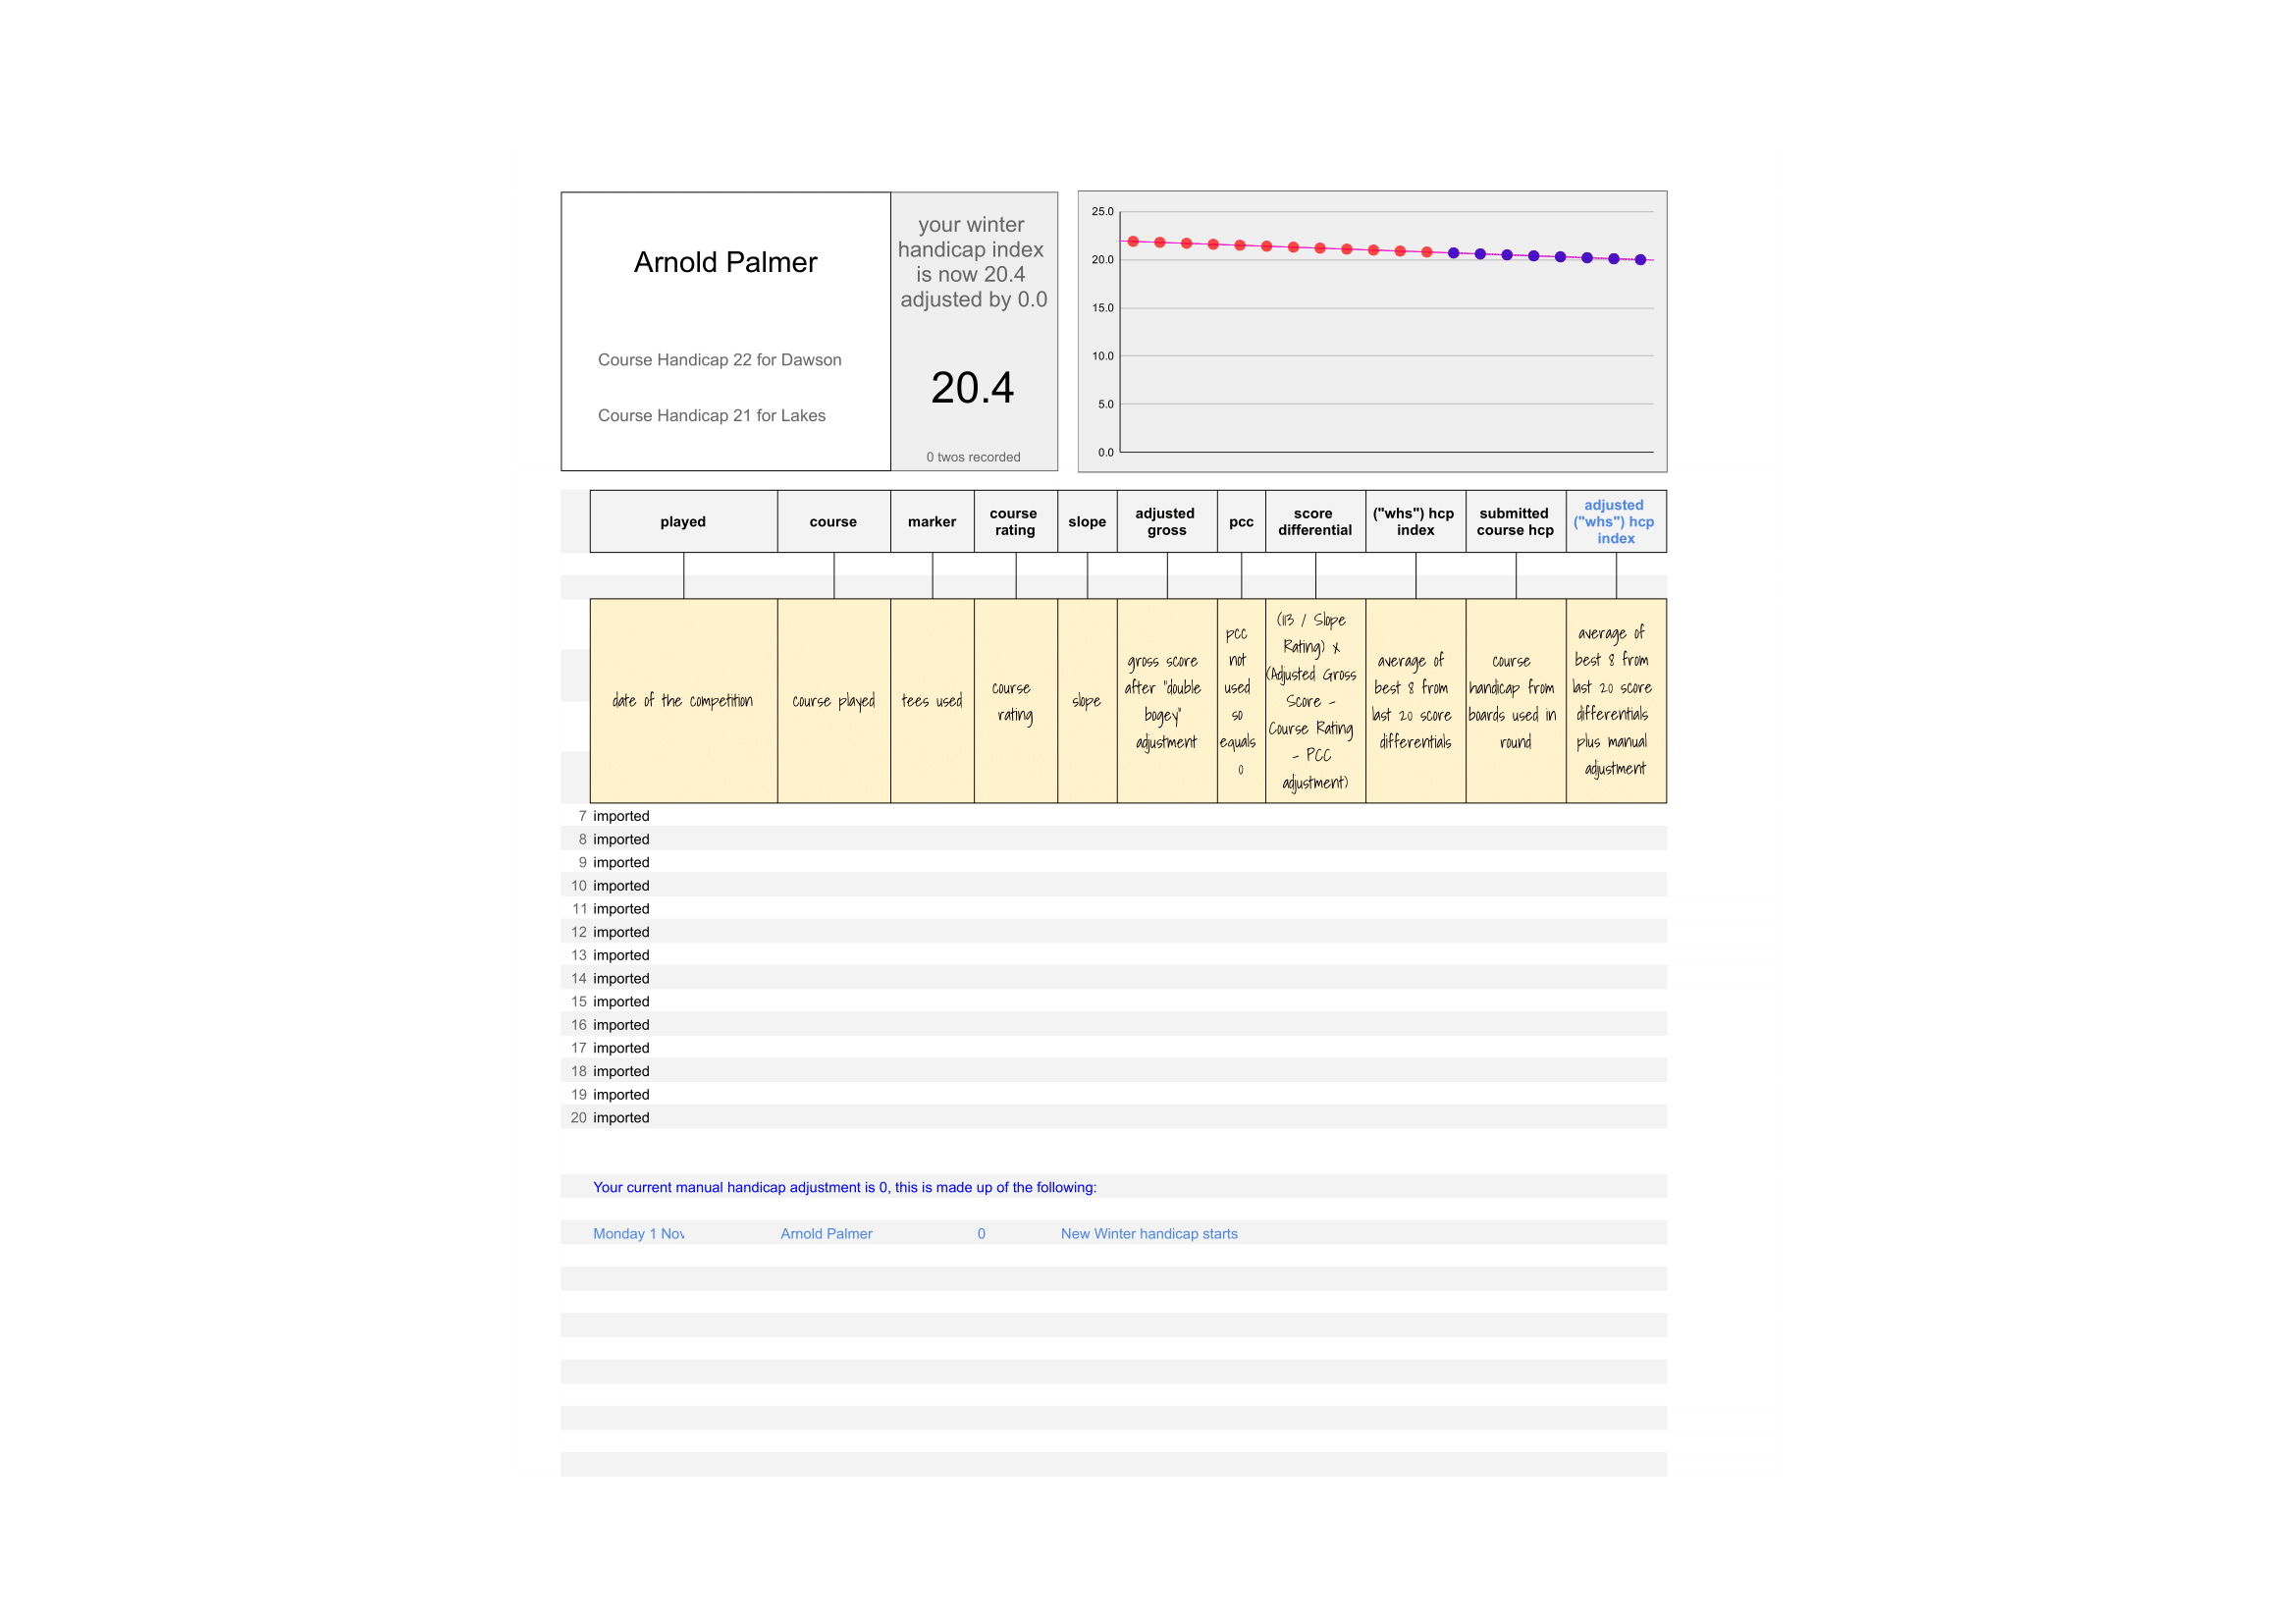 Arnold Palmer
Course Handicap 22 for Dawson
Course Handicap 21 for Lakes
your winter
handicap index
is now 20.4
adjusted by 0.0
20.4
0 twos recorded
25.0
20.0
15.0
10.0
5.0
0.0
played
course
marker
course
rating
slope
adjusted
gross
pcc
score
differential
("whs") hcp
index
submitted
course hcp
adjusted
("whs") hcp
index
date of the competition
course played
tees used
course
rating
slope
gross score
after "double
bogey"
adjustment
pcc
not
used
so
equals
0
(113 / Slope
Rating) x
(Adjusted Gross
Score -
Course Rating
- PCC
adjustment)
average of
best 8 from
last 20 score
differentials
course
handicap from
boards used in
round
average of
best 8 from
last 20 score
differentials
plus manual
adjustment
7 imported
8 imported
9 imported
10 imported
11 imported
12 imported
13 imported
14 imported
15 imported
16 imported
17 imported
18 imported
19 imported
20 imported
Your current manual handicap adjustment is 0, this is made up of the following:
Monday 1 Nov Arnold Palmer 0 New Winter handicap starts